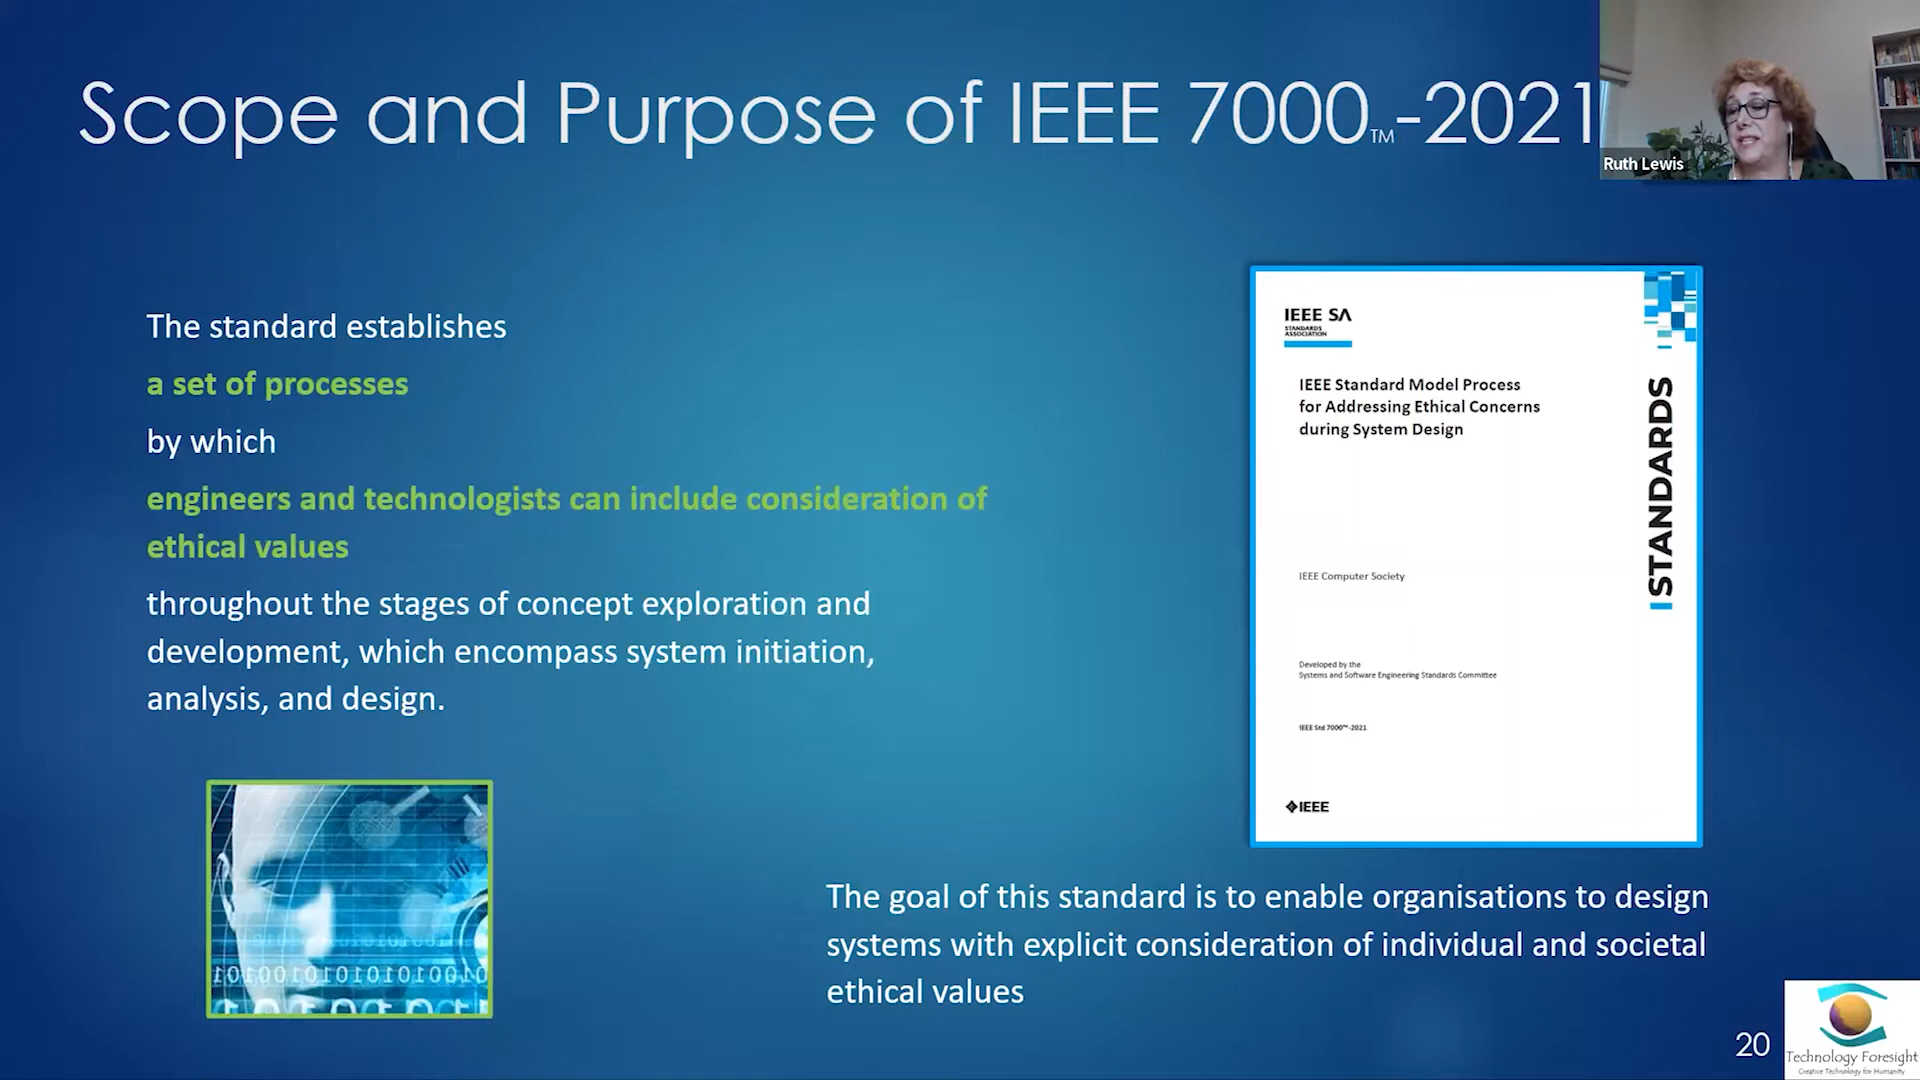 Scope and Purpose of IEEE 7000™-2021
Ruth Lewis
The standard establishes
a set of processes
by which
engineers and technologists can include consideration of
ethical values
throughout the stages of concept exploration and
development, which encompass system initiation,
analysis, and design.
IEEE SA
STANDARDS
ASSOCIATION
IEEE Standard Model Process
for Addressing Ethical Concerns
during System Design
STANDARDS
IEEE Computer Society
Developed by the
Systems and Software Engineering Standards Committee
IEEE Std 7000™-2021
IEEE
The goal of this standard is to enable organisations to design
systems with explicit consideration of individual and societal
ethical values
20
Technology Foresight
Creative Technology for Humanity